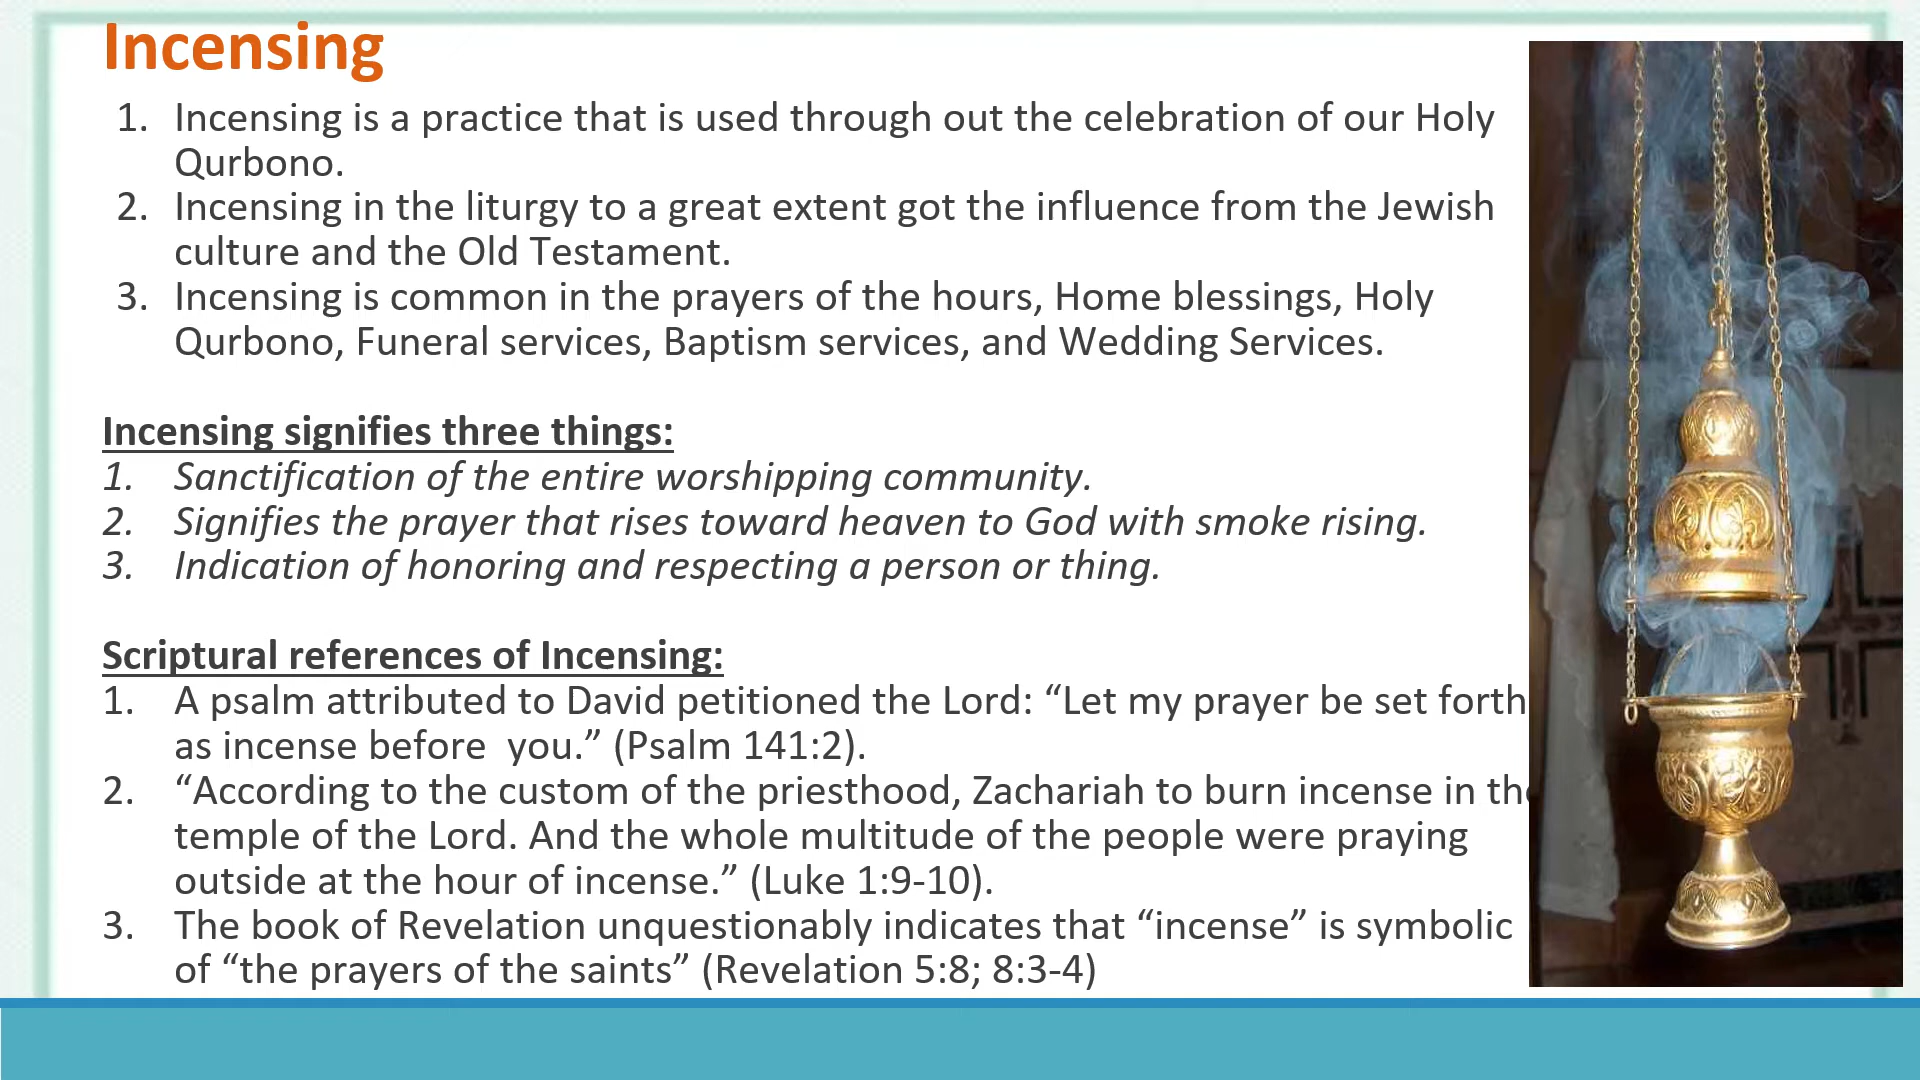 Incensing
1. Incensing is a practice that is used through out the celebration of our Holy
Qurbono.
2. Incensing in the liturgy to a great extent got the influence from the Jewish
culture and the Old Testament.
3. Incensing is common in the prayers of the hours, Home blessings, Holy
Qurbono, Funeral services, Baptism services, and Wedding Services.
Incensing signifies three things:
1. Sanctification of the entire worshipping community.
2. Signifies the prayer that rises toward heaven to God with smoke rising.
3. Indication of honoring and respecting a person or thing.
Scriptural references of Incensing:
1. A psalm attributed to David petitioned the Lord: “Let my prayer be set forth
as incense before  you.” (Psalm 141:2).
2. “According to the custom of the priesthood, Zachariah to burn incense in the
temple of the Lord. And the whole multitude of the people were praying
outside at the hour of incense.” (Luke 1:9-10).
3. The book of Revelation unquestionably indicates that “incense” is symbolic
of “the prayers of the saints” (Revelation 5:8; 8:3-4)